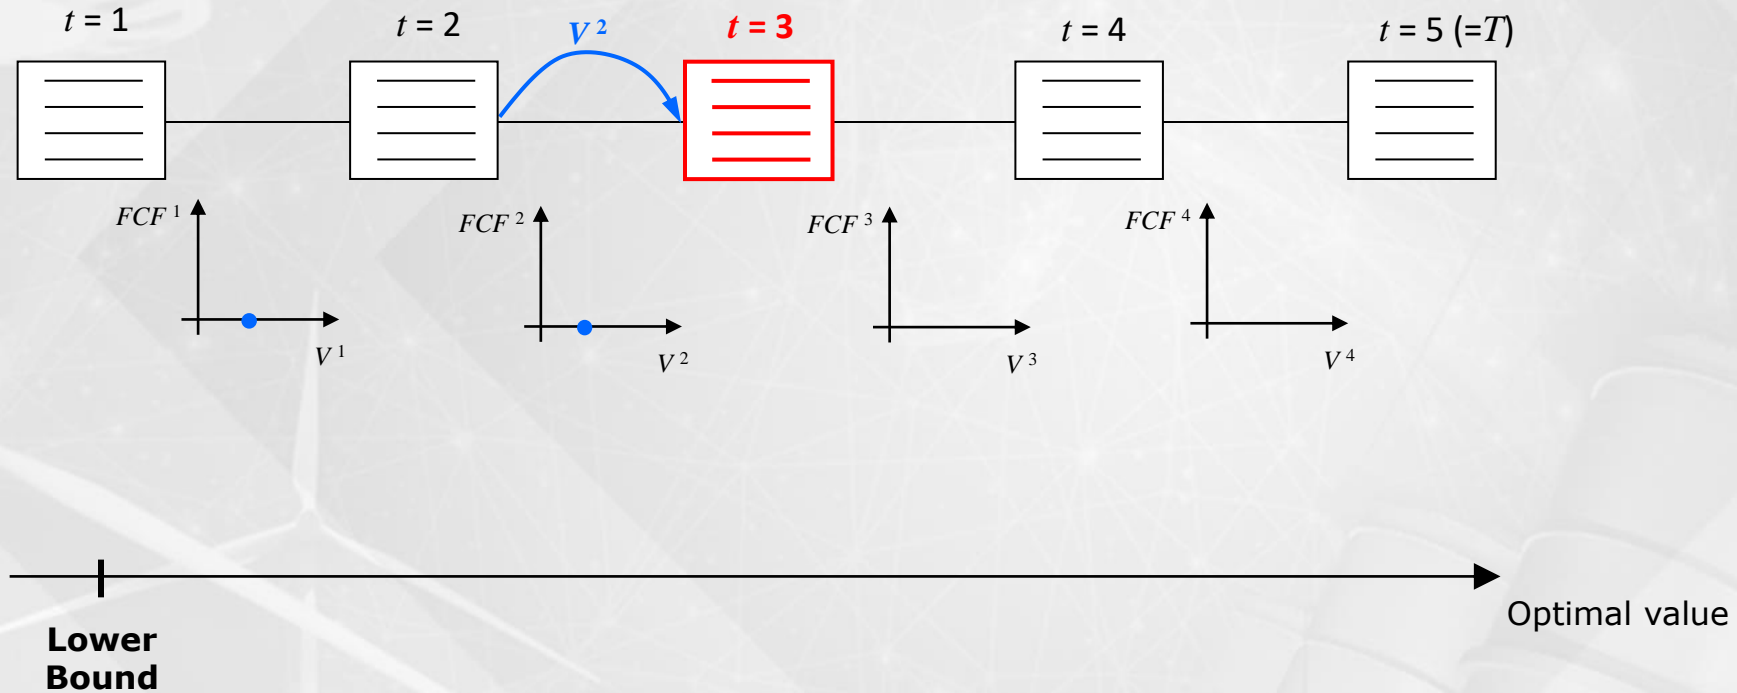 t = 1
t = 2
V 2
t = 3
t = 4
t = 5 (=T)
FCF 1
V 1
FCF 2
V 2
FCF 3
V 3
FCF 4
V 4
Optimal value
Lower
Bound